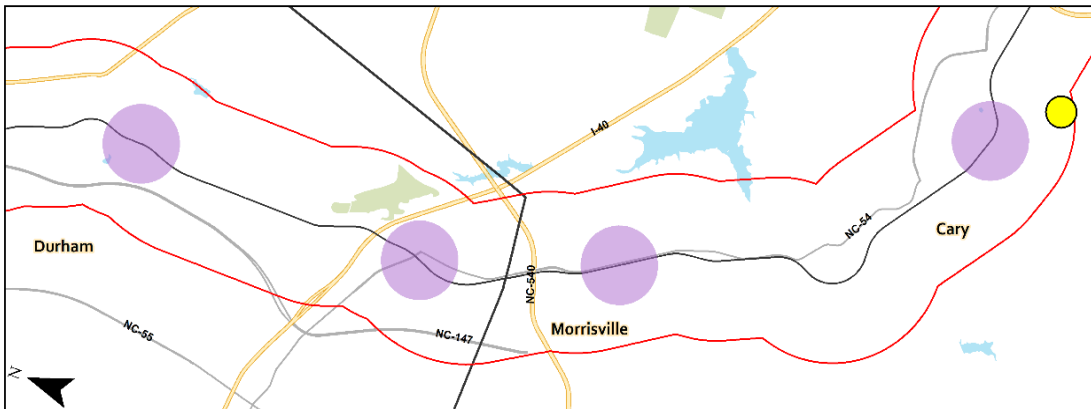 I-40
NC-54
Cary
Durham
NC-540
NC-55
NC-147
Morrisville
N